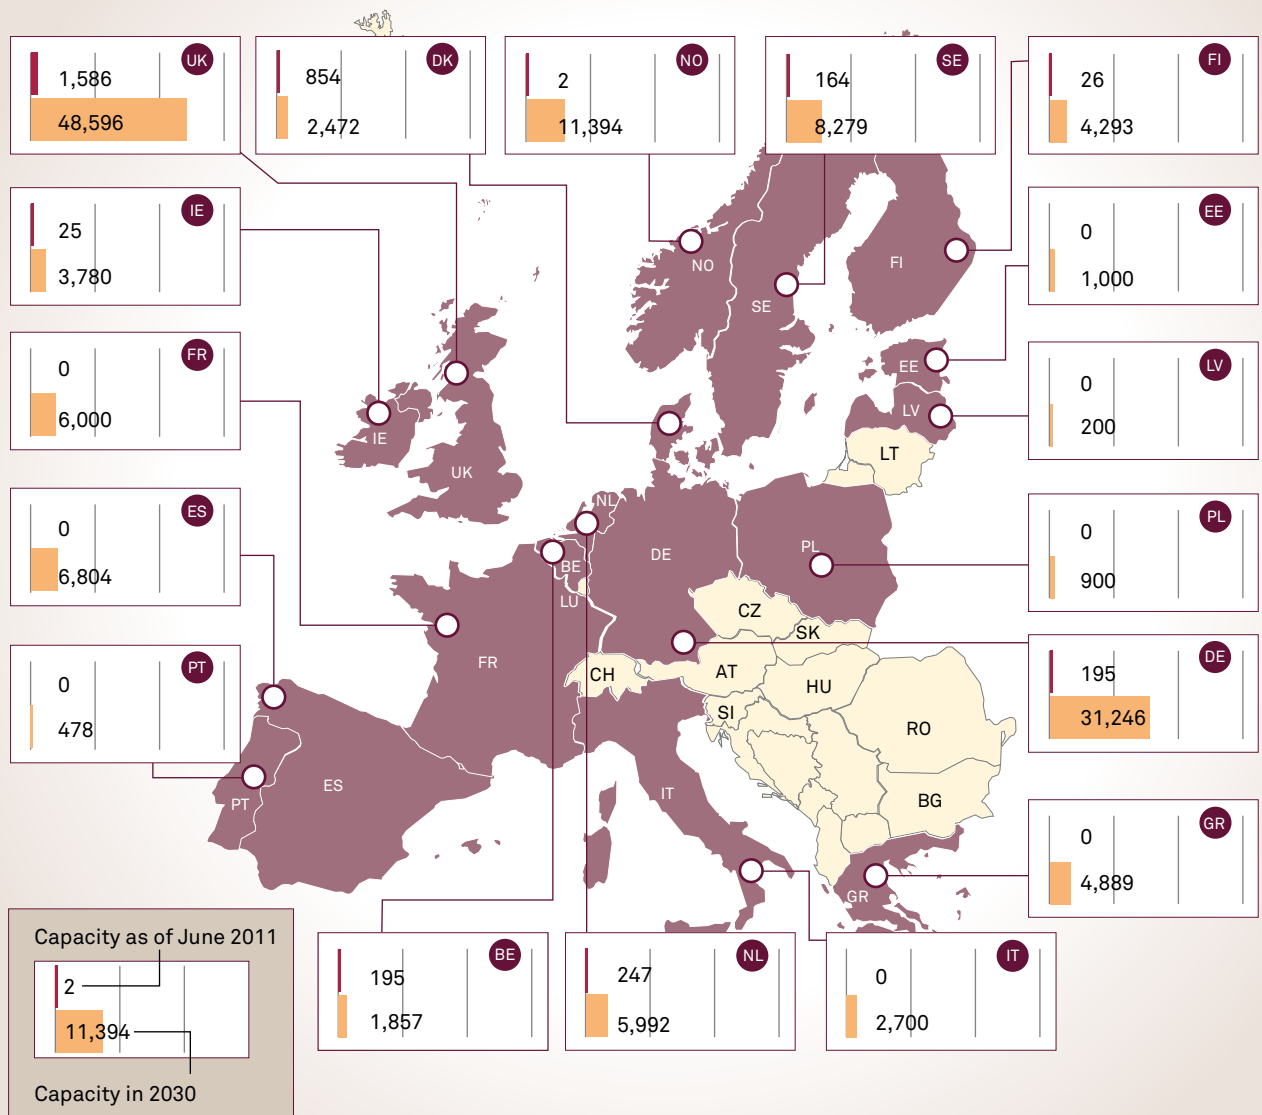 UK
1,586
48,596
DK
854
2,472
NO
2
11,394
SE
164
8,279
FI
26
4,293
IE
25
3,780
EE
0
1,000
FR
0
6,000
LV
0
200
ES
0
6,804
PL
0
900
PT
0
478
DE
195
31,246
GR
0
4,889
BE
195
1,857
NL
247
5,992
IT
0
2,700
NO
SE
FI
EE
LV
LT
IE
UK
NL
DE
PL
BE
LU
CZ
SK
FR
CH
AT
HU
SI
RO
IT
ES
PT
BG
GR
Capacity as of June 2011
2
11,394
Capacity in 2030